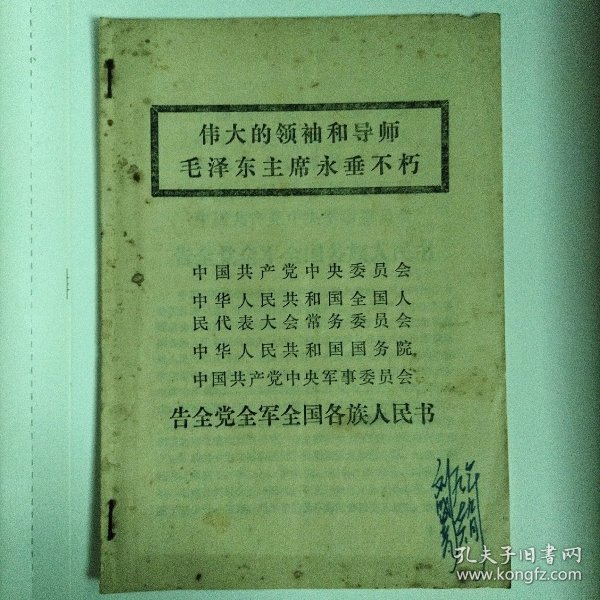 伟大的领袖和导师
毛泽东主席永垂不朽
中国共产党中央委员会
中华人民共和国全国人
民代表大会常务委员会
中华人民共和国国务院
中国共产党中央军事委员会
告全党全军全国各族人民书
孔夫子旧书网
www.kongfz.com